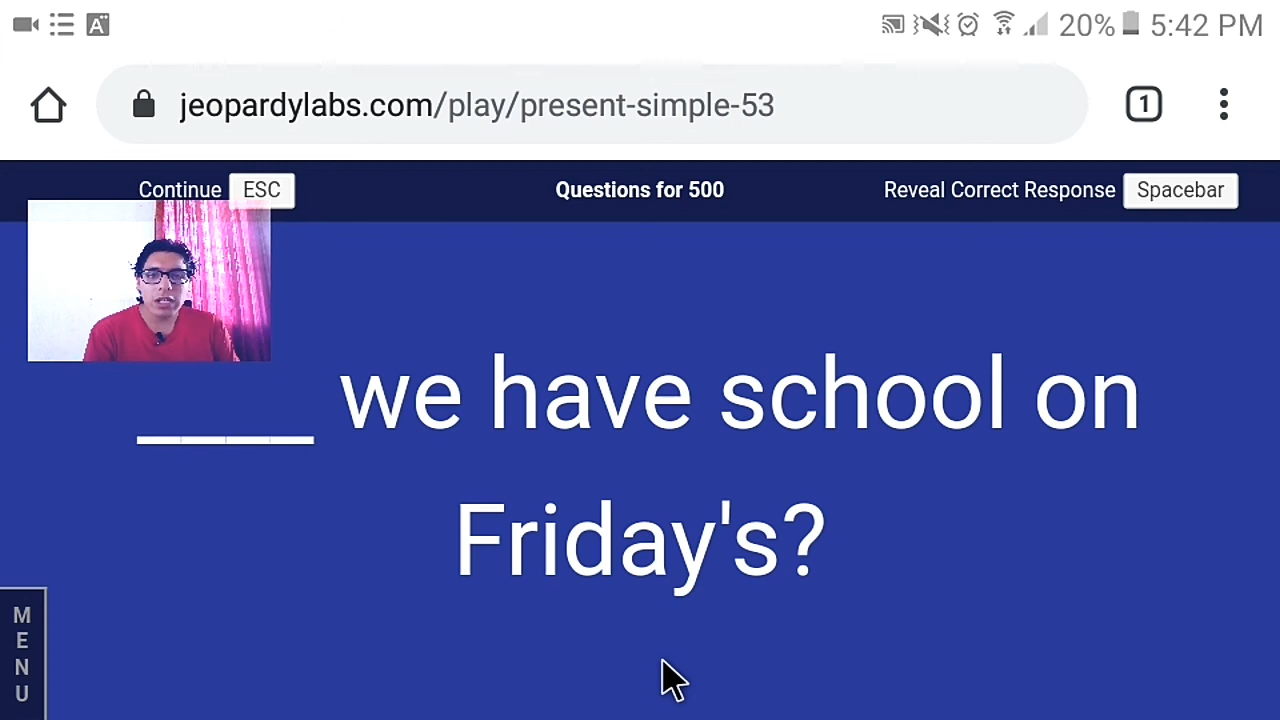 20% 5:42 PM
jeopardylabs.com/play/present-simple-53
1
Continue ESC
Questions for 500
Reveal Correct Response Spacebar
____ we have school on
Friday's?
MENU